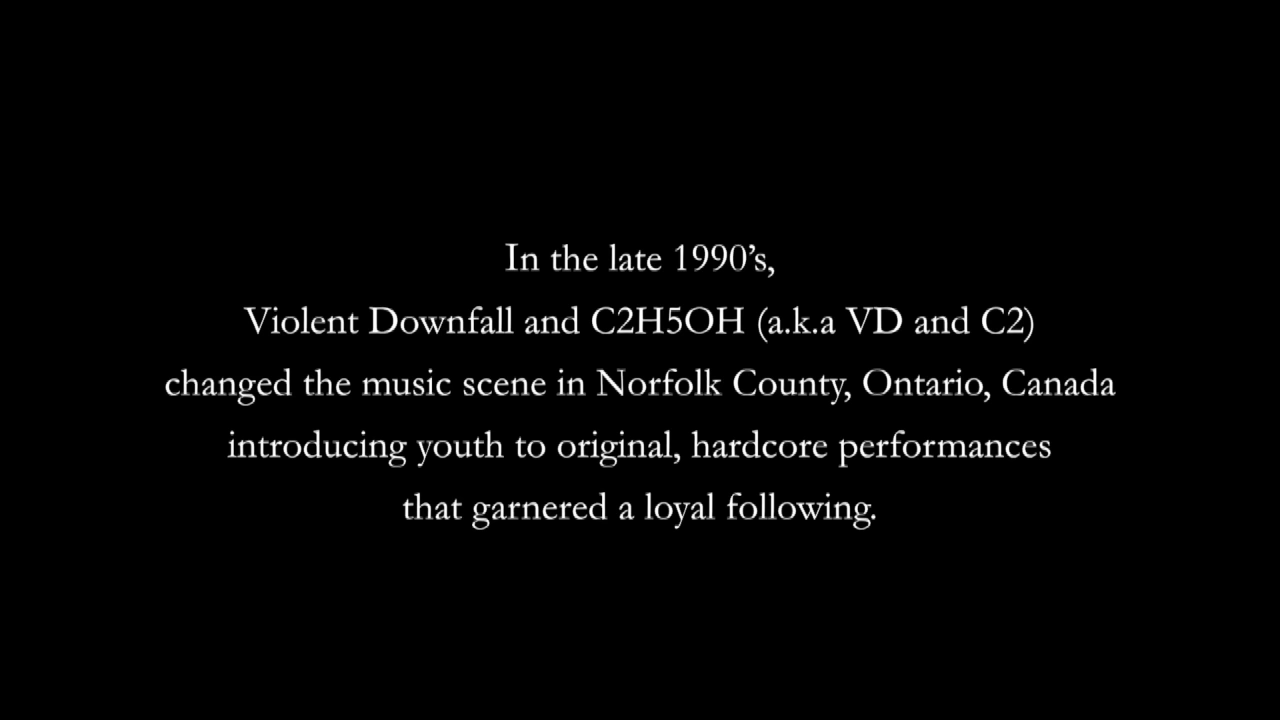 In the late 1990’s,
Violent Downfall and C2H5OH (a.k.a VD and C2)
changed the music scene in Norfolk County, Ontario, Canada
introducing youth to original, hardcore performances
that garnered a loyal following.